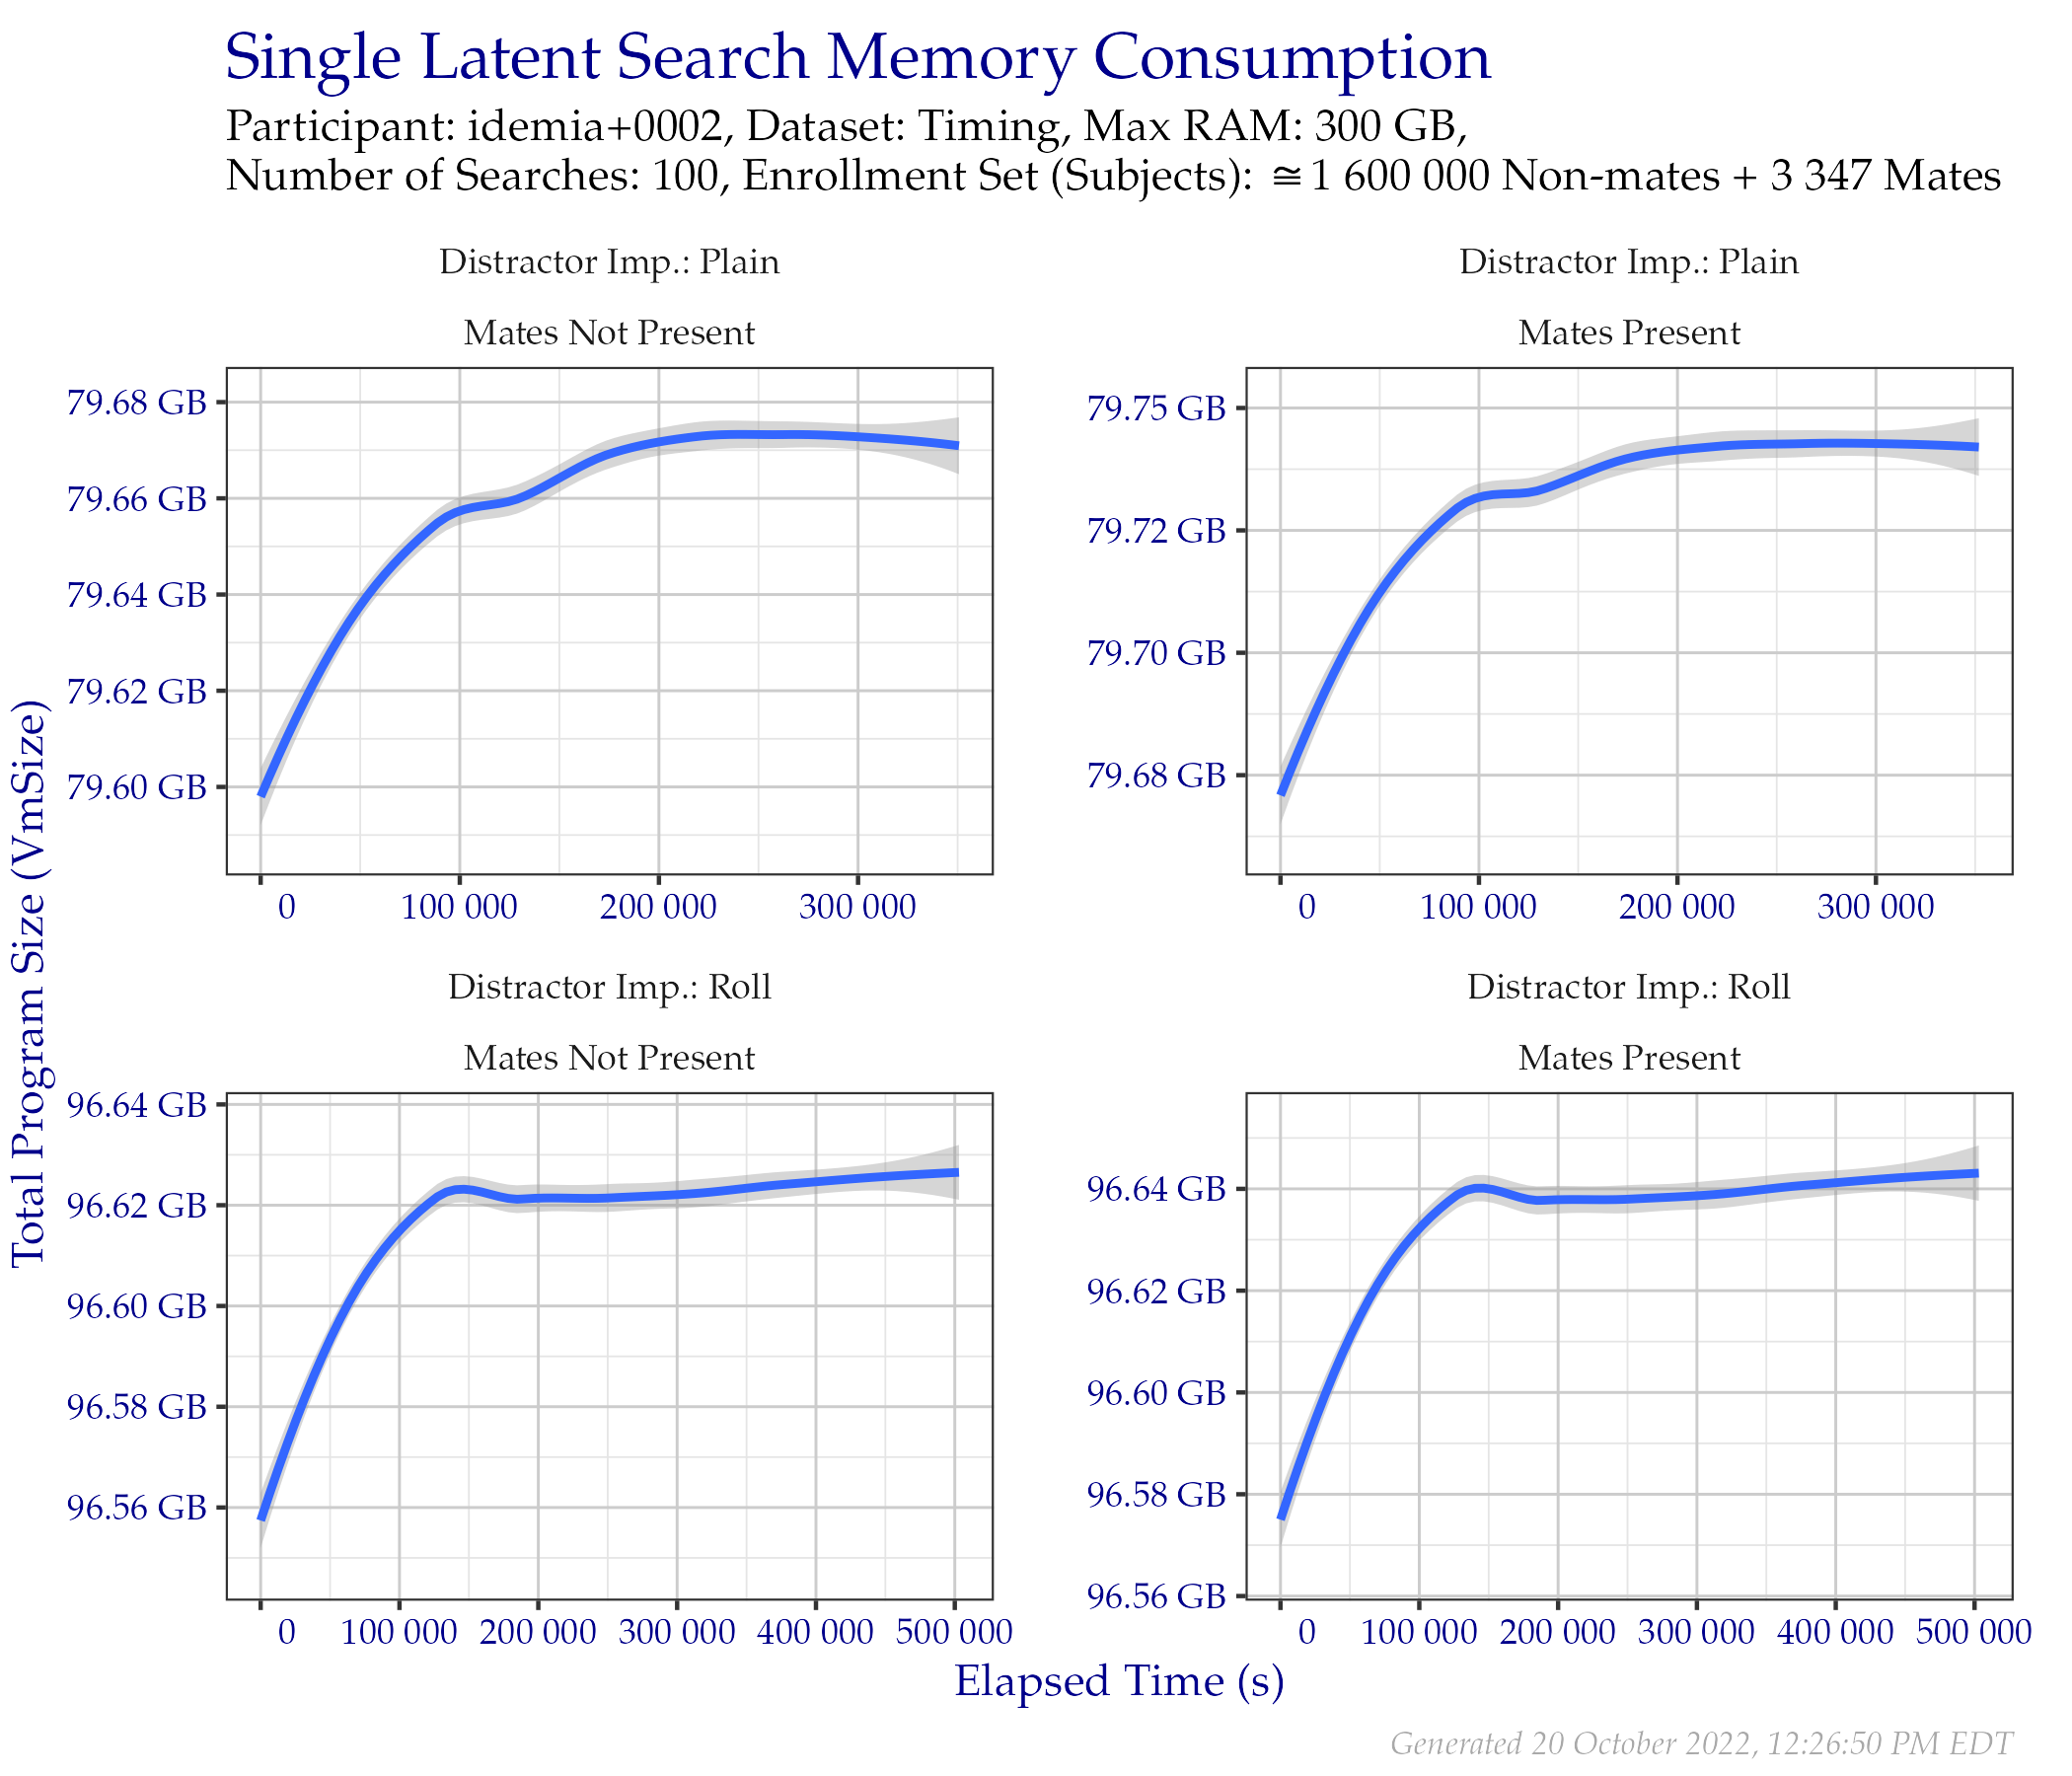 Single Latent Search Memory Consumption
Participant: idemia+0002, Dataset: Timing, Max RAM: 300 GB,
Number of Searches: 100, Enrollment Set (Subjects): ≅1 600 000 Non-mates + 3 347 Mates
Distractor Imp.: Plain
Mates Not Present
79.68 GB
79.66 GB
79.64 GB
79.62 GB
79.60 GB
0 100 000 200 000 300 000
Distractor Imp.: Plain
Mates Present
79.75 GB
79.72 GB
79.70 GB
79.68 GB
0 100 000 200 000 300 000
Distractor Imp.: Roll
Mates Not Present
96.64 GB
96.62 GB
96.60 GB
96.58 GB
96.56 GB
0 100 000 200 000 300 000 400 000 500 000
Distractor Imp.: Roll
Mates Present
96.64 GB
96.62 GB
96.60 GB
96.58 GB
96.56 GB
0 100 000 200 000 300 000 400 000 500 000
Total Program Size (VmSize)
Elapsed Time (s)
Generated 20 October 2022, 12:26:50 PM EDT